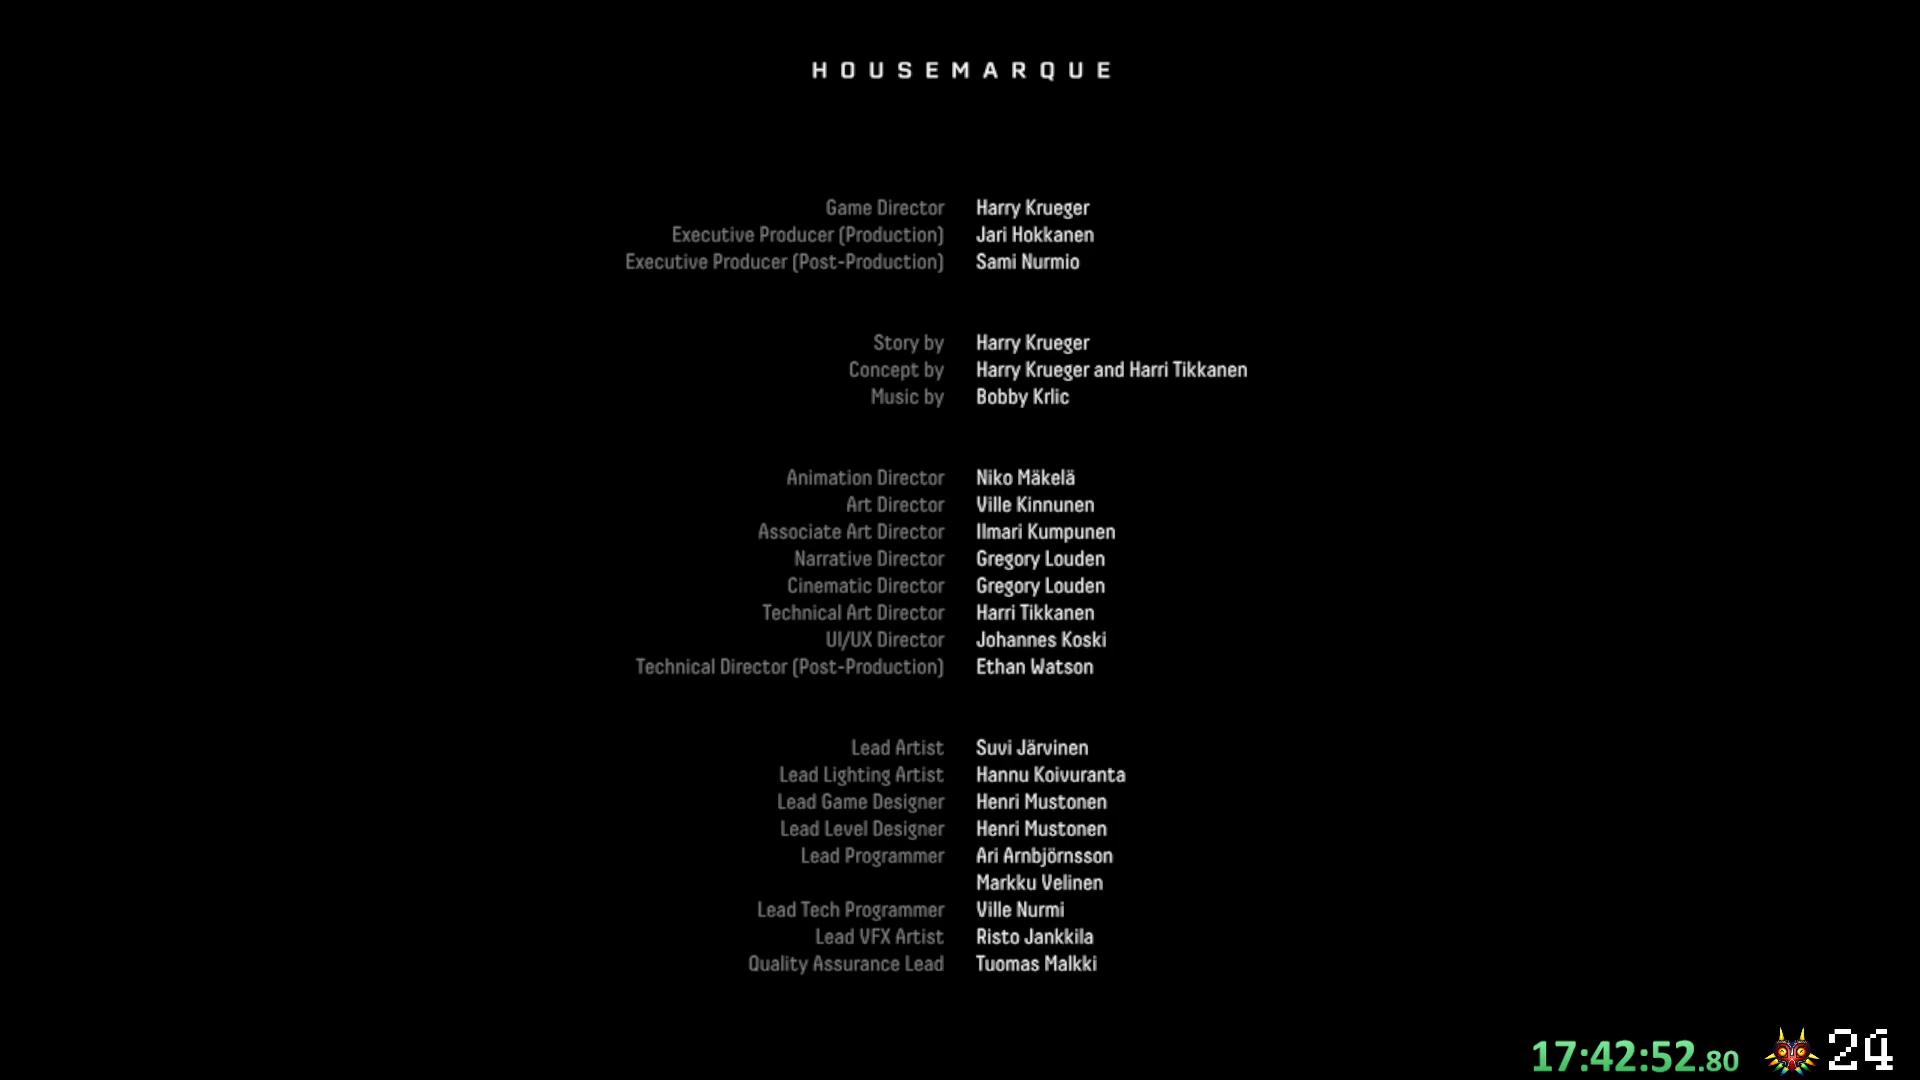 HOUSEMARQUE
Game Director Harry Krueger
Executive Producer (Production) Jari Hokkanen
Executive Producer (Post-Production) Sami Nurmio
Story by Harry Krueger
Concept by Harry Krueger and Harri Tikkanen
Music by Bobby Krlic
Animation Director Niko Mäkelä
Art Director Ville Kinnunen
Associate Art Director Ilmari Kumpunen
Narrative Director Gregory Louden
Cinematic Director Gregory Louden
Technical Art Director Harri Tikkanen
UI/UX Director Johannes Koski
Technical Director (Post-Production) Ethan Watson
Lead Artist Suvi Järvinen
Lead Lighting Artist Hannu Koivuranta
Lead Game Designer Henri Mustonen
Lead Level Designer Henri Mustonen
Lead Programmer Ari Arnbjörnsson
Markku Velinen
Lead Tech Programmer Ville Nurmi
Lead VFX Artist Risto Jankkila
Quality Assurance Lead Tuomas Malkki
17:42:52.80 24